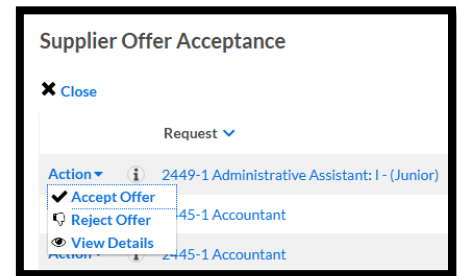 Supplier Offer Acceptance
Close
Request
Action 2449-1 Administrative Assistant: I - (Junior)
Accept Offer
Reject Offer 45-1 Accountant
View Details
Action 2445-1 Accountant